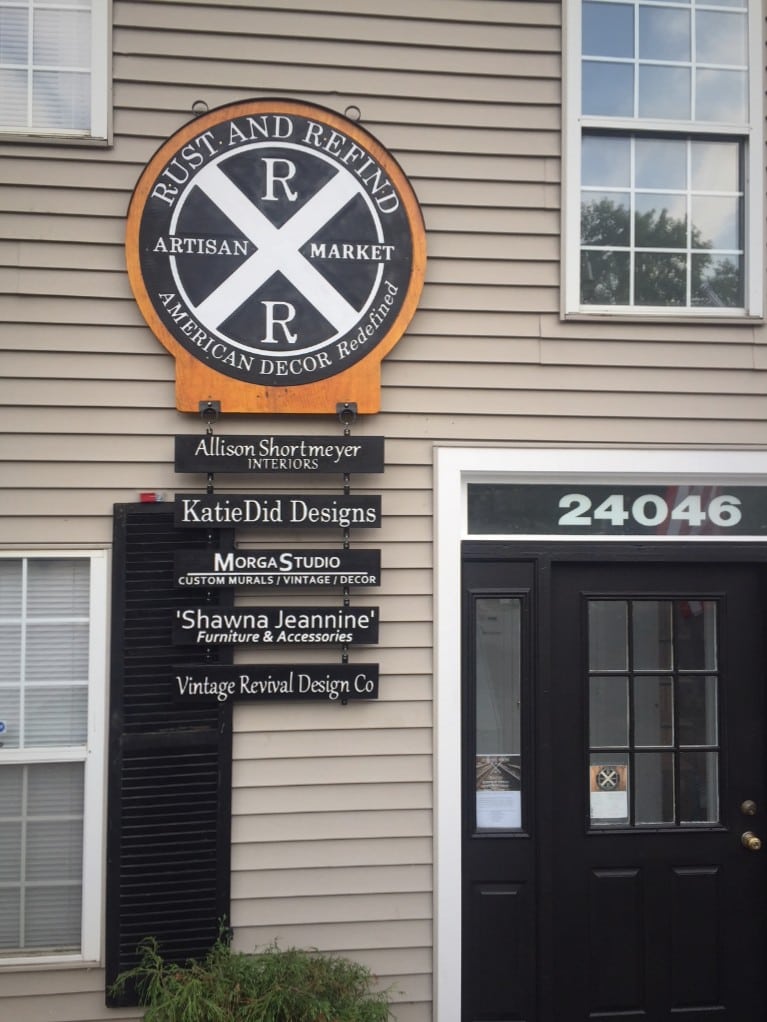 RUST AND REFIND
R
ARTISAN MARKET
R
AMERICAN DECOR Redefined
Allison Shortmeyer
INTERIORS
KatieDid Designs
MORGASTUDIO
CUSTOM MURALS / VINTAGE / DECOR
'Shawna Jeannine'
Furniture & Accessories
Vintage Revival Design Co
24046